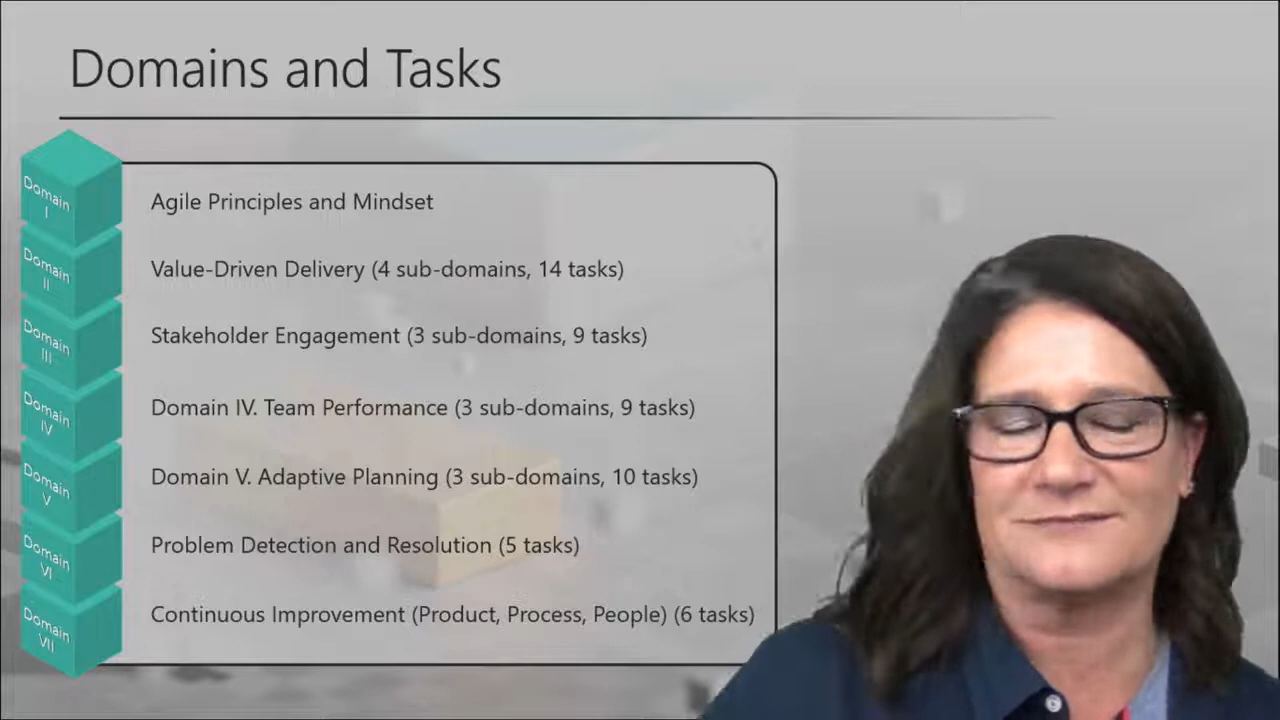 Domains and Tasks
Domain I
Agile Principles and Mindset
Domain II
Value-Driven Delivery (4 sub-domains, 14 tasks)
Domain III
Stakeholder Engagement (3 sub-domains, 9 tasks)
Domain IV
Domain IV. Team Performance (3 sub-domains, 9 tasks)
Domain V
Domain V. Adaptive Planning (3 sub-domains, 10 tasks)
Domain VI
Problem Detection and Resolution (5 tasks)
Domain VII
Continuous Improvement (Product, Process, People) (6 tasks)